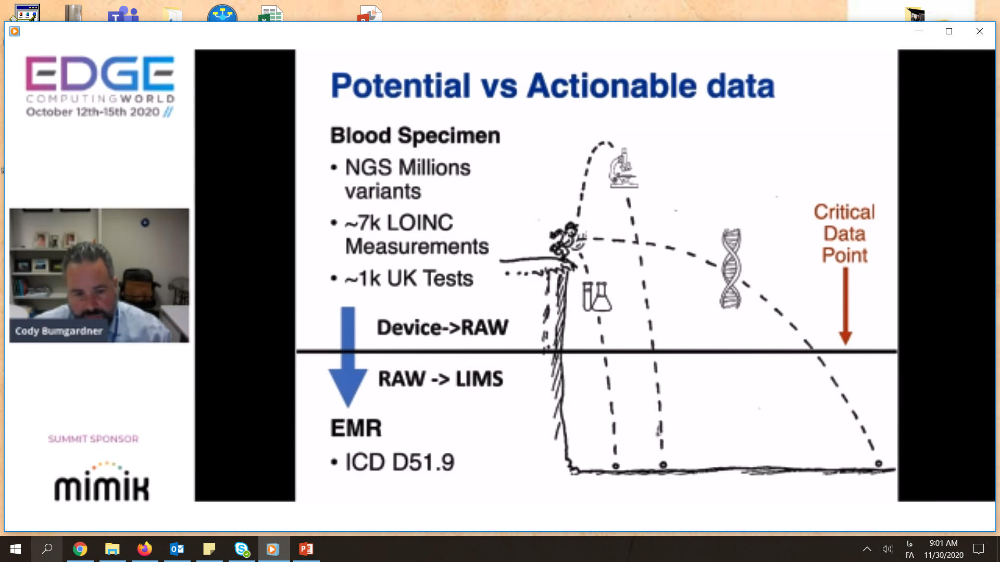 EDGE
COMPUTINGWORLD
October 12th-15th 2020 //
Cody Bumgardner
SUMMIT SPONSOR
mimik
Potential vs Actionable data
Blood Specimen
• NGS Millions
variants
• ~7k LOINC
Measurements
• ~1k UK Tests
Device->RAW
RAW -> LIMS
EMR
• ICD D51.9
Critical
Data
Point
فا
FA
9:01 AM
11/30/2020